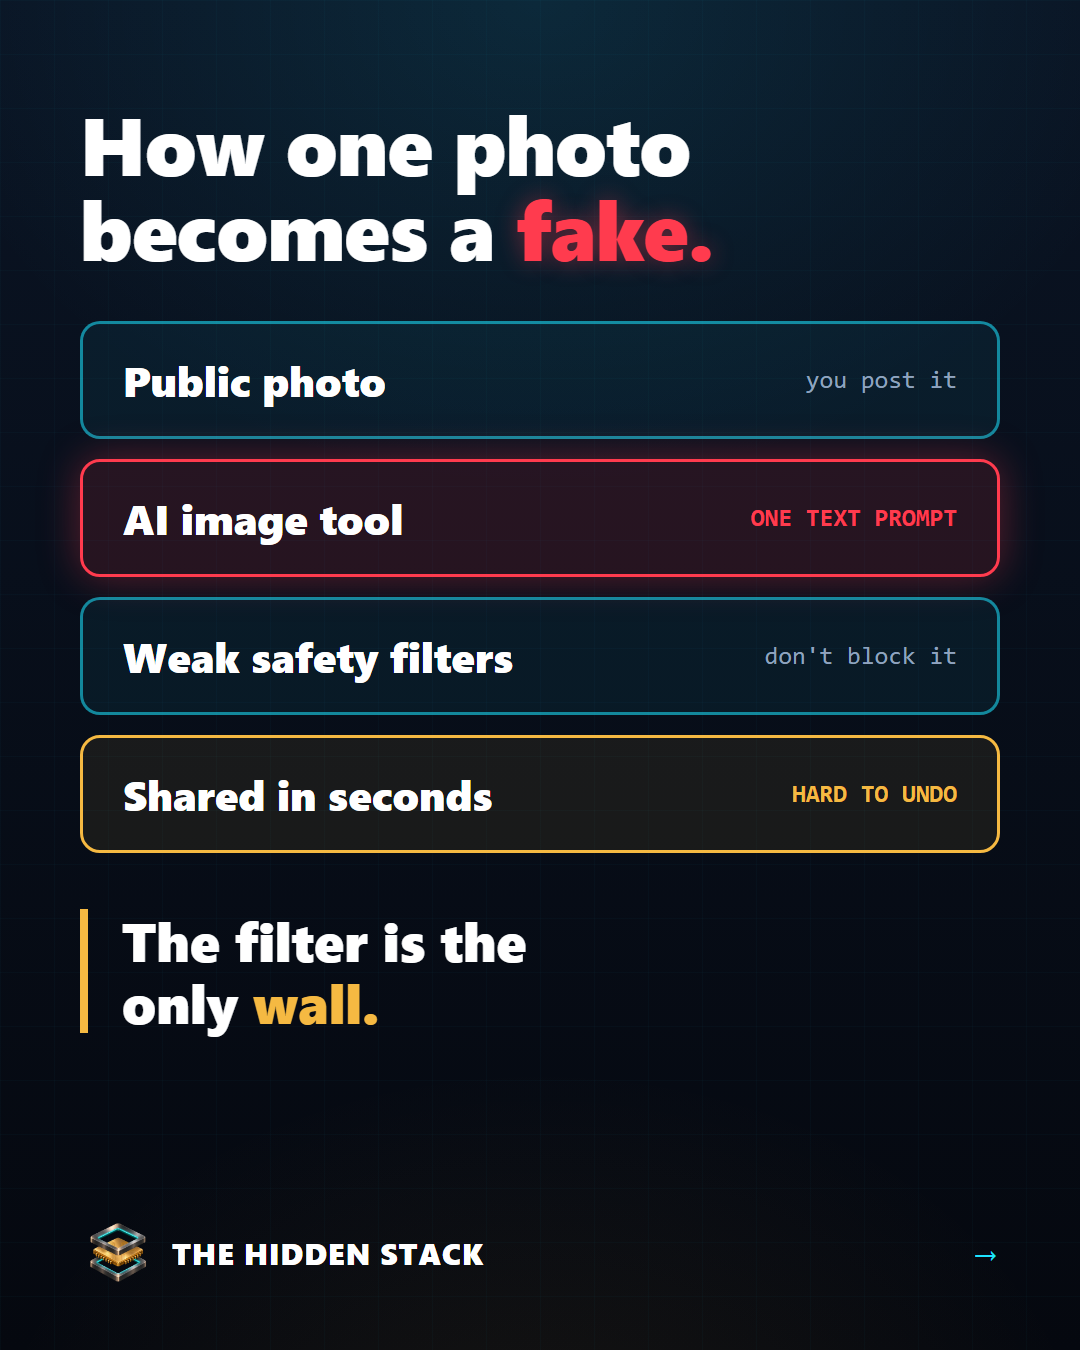 How one photo
becomes a fake.
Public photo you post it
AI image tool ONE TEXT PROMPT
Weak safety filters don't block it
Shared in seconds HARD TO UNDO
The filter is the
only wall.
THE HIDDEN STACK →